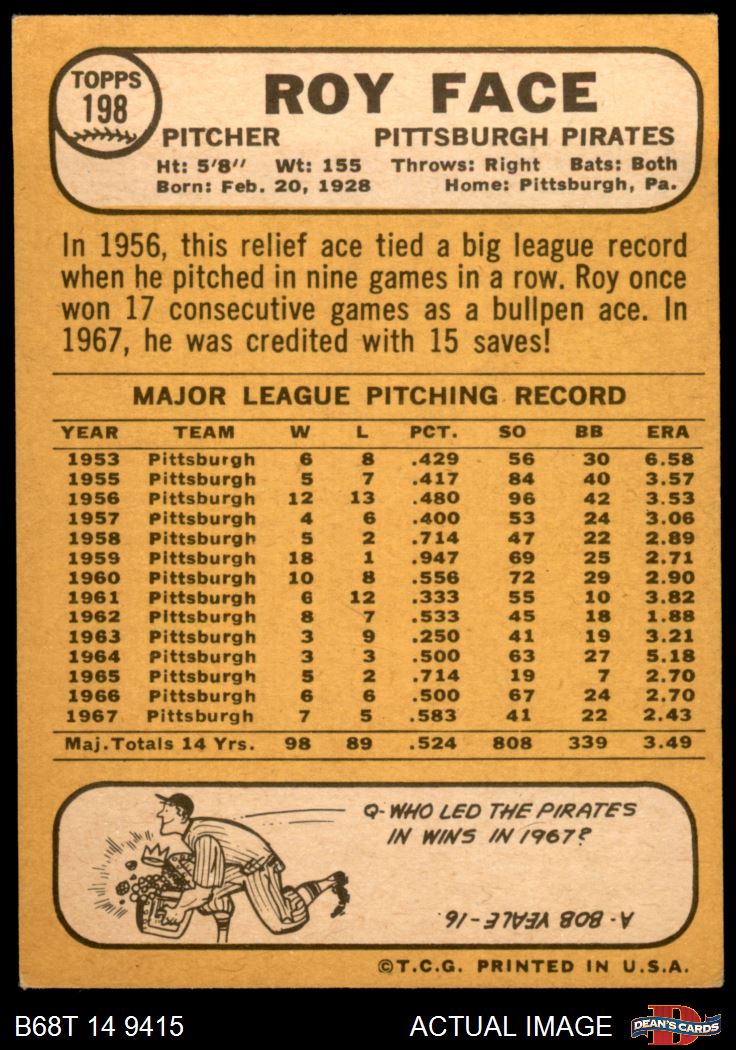 TOPPS
198
ROY FACE
PITCHER PITTSBURGH PIRATES
Ht: 5'8" Wt: 155 Throws: Right Bats: Both
Born: Feb. 20, 1928 Home: Pittsburgh, Pa.
In 1956, this relief ace tied a big league record
when he pitched in nine games in a row. Roy once
won 17 consecutive games as a bullpen ace. In
1967, he was credited with 15 saves!
MAJOR LEAGUE PITCHING RECORD
YEAR TEAM W L PCT. SO BB ERA
1953 Pittsburgh 6 8 .429 56 30 6.58
1955 Pittsburgh 5 7 .417 84 40 3.57
1956 Pittsburgh 12 13 .480 96 42 3.53
1957 Pittsburgh 4 6 .400 53 24 3.06
1958 Pittsburgh 5 2 .714 47 22 2.89
1959 Pittsburgh 18 1 .947 69 25 2.71
1960 Pittsburgh 10 8 .556 72 29 2.90
1961 Pittsburgh 6 12 .333 55 10 3.82
1962 Pittsburgh 8 7 .533 45 18 1.88
1963 Pittsburgh 3 9 .250 41 19 3.21
1964 Pittsburgh 3 3 .500 63 27 5.18
1965 Pittsburgh 5 2 .714 19 7 2.70
1966 Pittsburgh 6 6 .500 67 24 2.70
1967 Pittsburgh 7 5 .583 41 22 2.43
Maj. Totals 14 Yrs. 98 89 .524 808 339 3.49
Q-WHO LED THE PIRATES
IN WINS IN 1967?
A-BOB VEALE-16
©T.C.G. PRINTED IN U.S.A.
B68T 14 9415 ACTUAL IMAGE DEAN'S CARDS